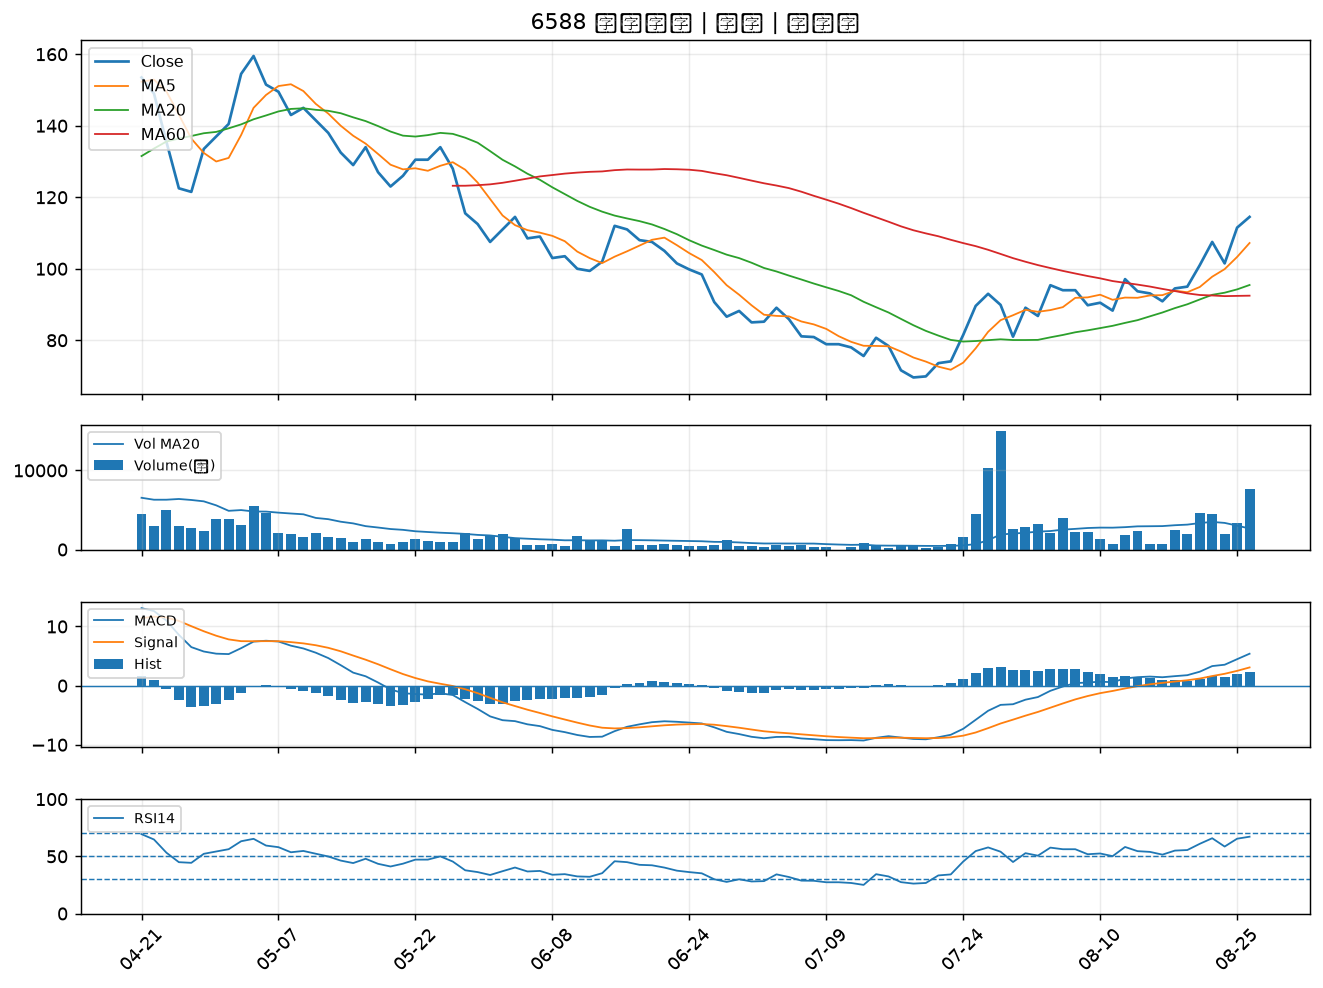 6588 | |
Close
MA5
MA20
MA60
160
140
120
100
80
Vol MA20
Volume( )
10000
0
MACD
Signal
Hist
10
0
−10
RSI14
100
50
0
04-21 05-07 05-22 06-08 06-24 07-09 07-24 08-10 08-25